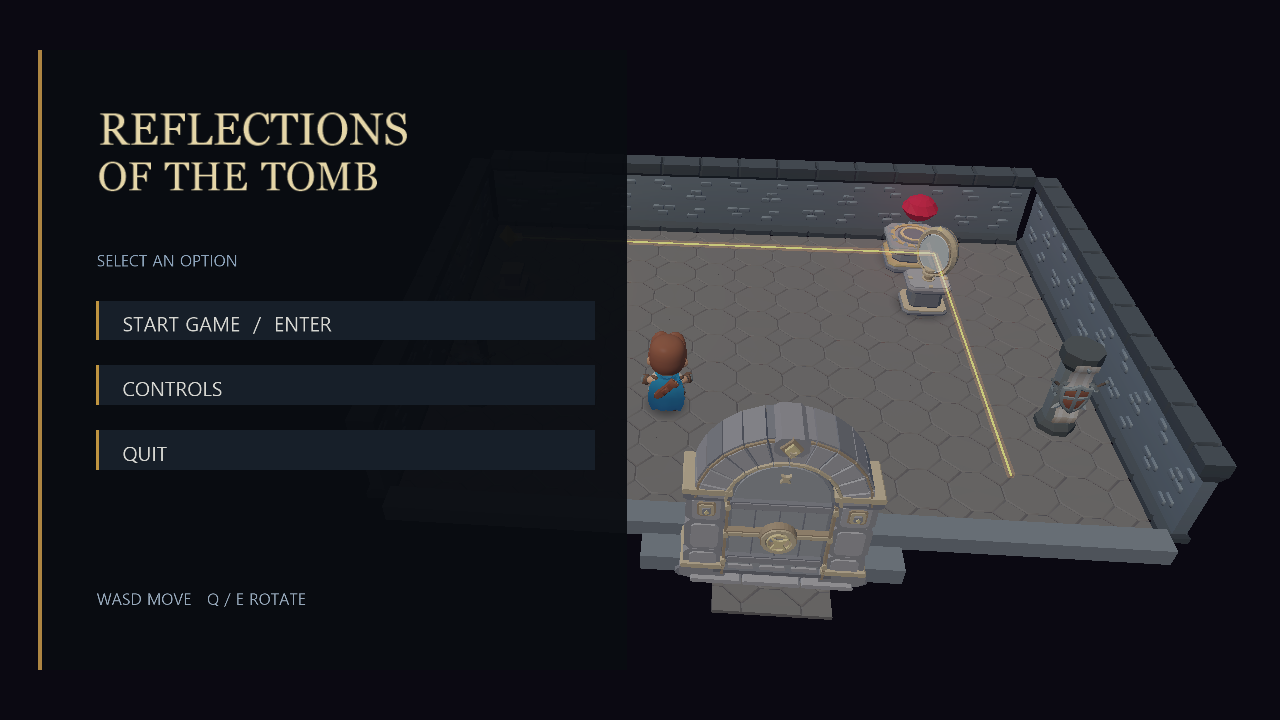 REFLECTIONS
OF THE TOMB
SELECT AN OPTION
START GAME / ENTER
CONTROLS
QUIT
WASD MOVE Q / E ROTATE